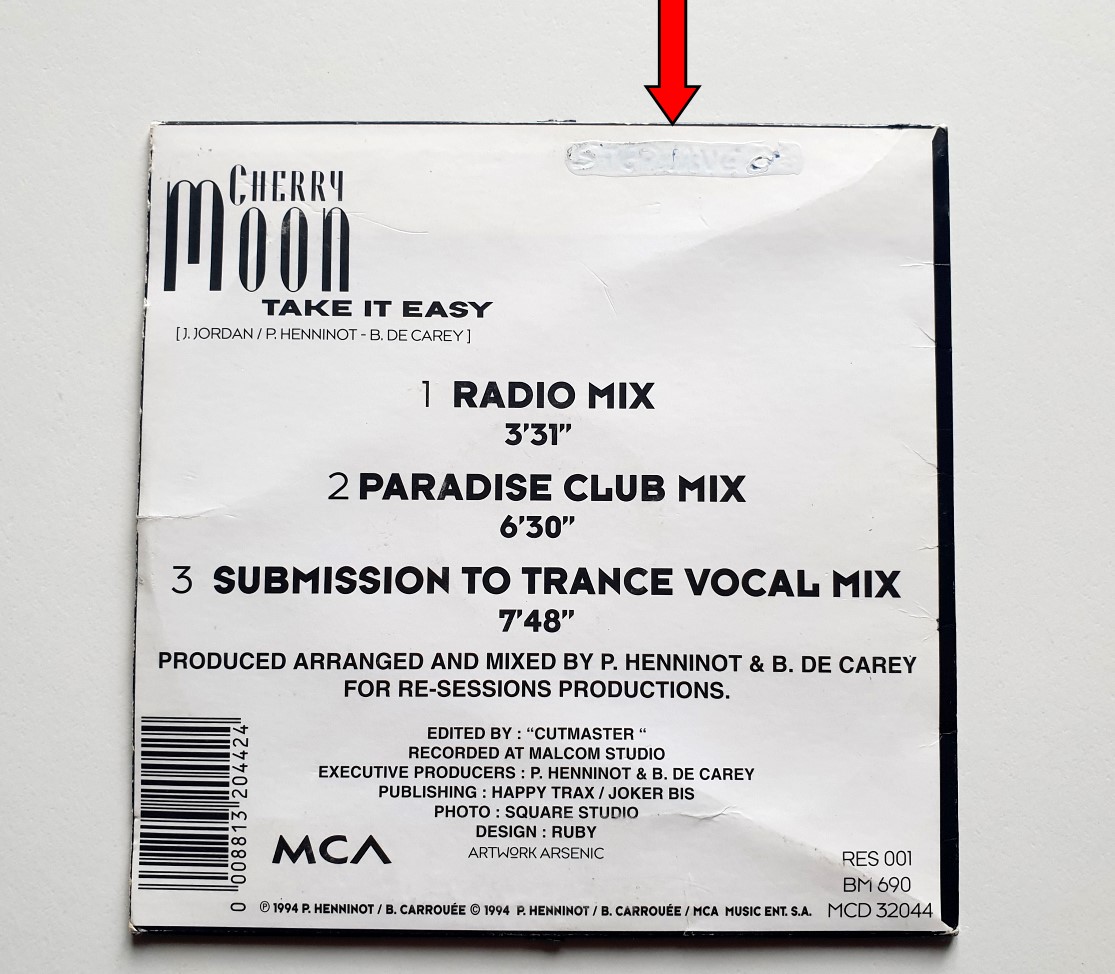 CHERRY
MOON
TAKE IT EASY
[J. JORDAN / P. HENNINOT - B. DE CAREY ]
1 RADIO MIX
3'31”
2 PARADISE CLUB MIX
6'30”
3 SUBMISSION TO TRANCE VOCAL MIX
7'48”
PRODUCED ARRANGED AND MIXED BY P. HENNINOT & B. DE CAREY
FOR RE-SESSIONS PRODUCTIONS.
EDITED BY : “CUTMASTER “
RECORDED AT MALCOM STUDIO
EXECUTIVE PRODUCERS : P. HENNINOT & B. DE CAREY
PUBLISHING : HAPPY TRAX / JOKER BIS
PHOTO : SQUARE STUDIO
DESIGN : RUBY
ARTWORK ARSENIC
0 008813 204424
MCA
RES 001
BM 690
MCD 32044
℗ 1994 P. HENNINOT / B. CARROUÉE © 1994 P. HENNINOT / B. CARROUÉE / MCA MUSIC ENT. S.A.